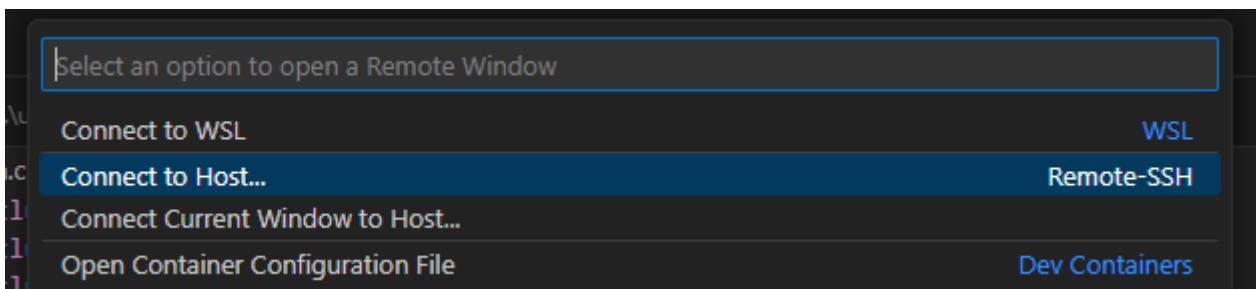 Select an option to open a Remote Window
Connect to WSL WSL
Connect to Host... Remote-SSH
Connect Current Window to Host...
Open Container Configuration File Dev Containers